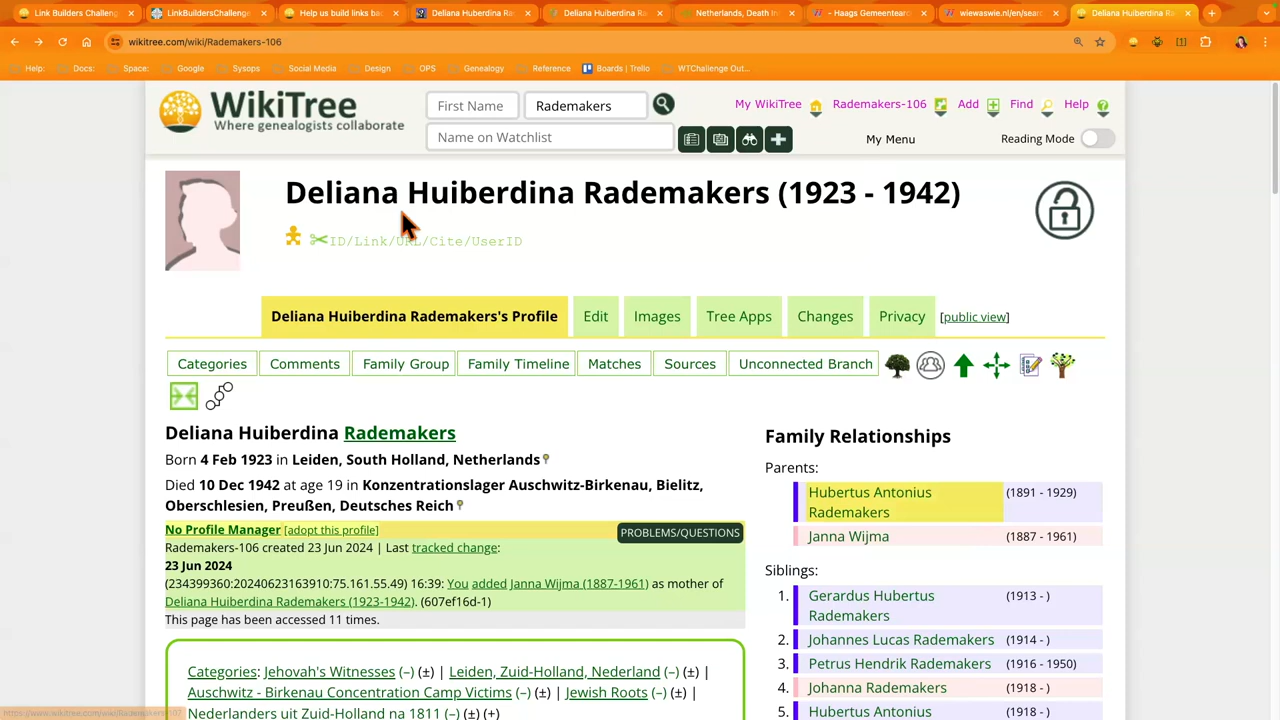 Link Builders Challeng
LinkBuildersChallenge
Help us build links bac
Deliana Huiberdina Ra
Deliana Huiberdina Ra
Netherlands, Death In
- Haags Gemeentearc
wiewaswie.nl/en/sear
Deliana Huiberdina Ra
wikitree.com/wiki/Rademakers-106
Help:
Docs:
Space:
Google
Sysops
Social Media
Design
OPS
Genealogy
Reference
Boards | Trello
WTChallenge Out...
WikiTree
Where genealogists collaborate
First Name
Rademakers
My WikiTree
Rademakers-106
Add
Find
Help
Name on Watchlist
My Menu
Reading Mode
Deliana Huiberdina Rademakers (1923 - 1942)
ID/Link/URL/Cite/UserID
Deliana Huiberdina Rademakers's Profile
Edit
Images
Tree Apps
Changes
Privacy
[public view]
Categories
Comments
Family Group
Family Timeline
Matches
Sources
Unconnected Branch
Deliana Huiberdina Rademakers
Born 4 Feb 1923 in Leiden, South Holland, Netherlands
Died 10 Dec 1942 at age 19 in Konzentrationslager Auschwitz-Birkenau, Bielitz,
Oberschlesien, Preußen, Deutsches Reich
No Profile Manager [adopt this profile]
PROBLEMS/QUESTIONS
Rademakers-106 created 23 Jun 2024 | Last tracked change:
23 Jun 2024
(234399360:20240623163910:75.161.55.49) 16:39: You added Janna Wijma (1887-1961) as mother of
Deliana Huiberdina Rademakers (1923-1942). (607ef16d-1)
This page has been accessed 11 times.
Categories: Jehovah's Witnesses (–) (±) | Leiden, Zuid-Holland, Nederland (–) (±) |
Auschwitz - Birkenau Concentration Camp Victims (–) (±) | Jewish Roots (–) (±) |
Nederlanders uit Zuid-Holland na 1811 (–) (±) (+)
Family Relationships
Parents:
Hubertus Antonius
Rademakers
(1891 - 1929)
Janna Wijma
(1887 - 1961)
Siblings:
1. Gerardus Hubertus
Rademakers
(1913 - )
2. Johannes Lucas Rademakers
(1914 - )
3. Petrus Hendrik Rademakers
(1916 - 1950)
4. Johanna Rademakers
(1918 - )
5. Hubertus Antonius
(1918 - )
https://www.wikitree.com/wiki/Rademakers-107